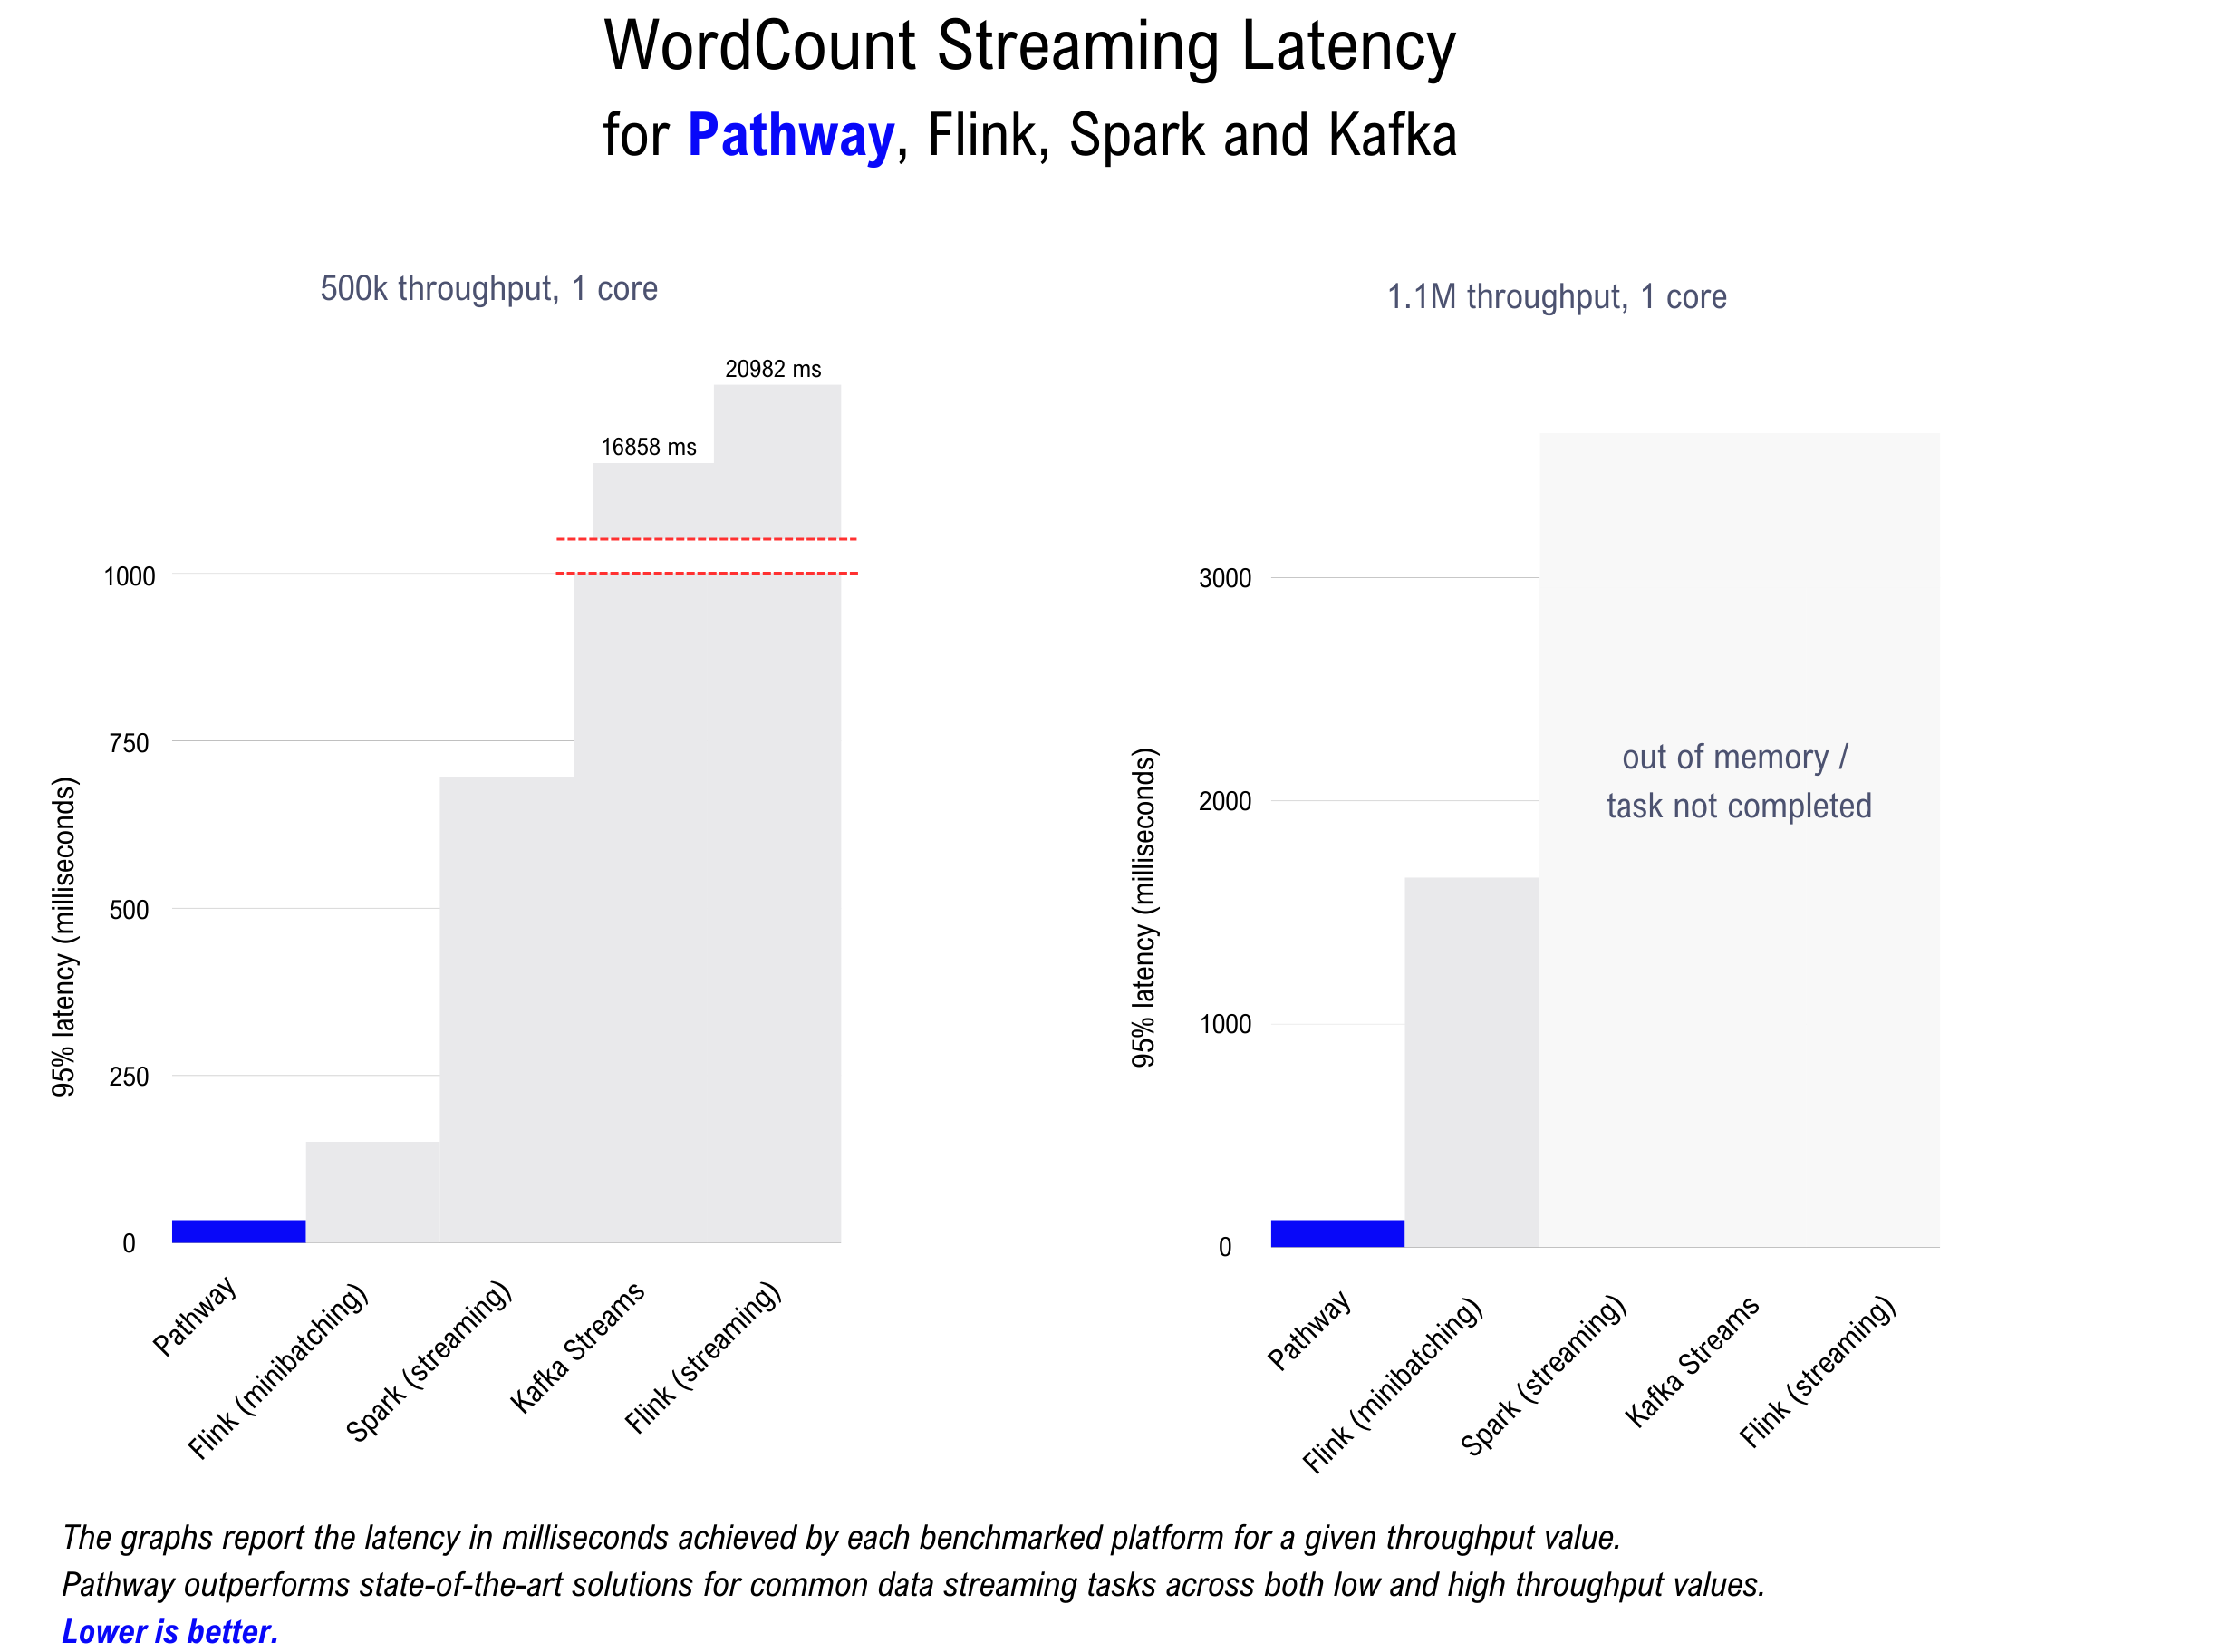 WordCount Streaming Latency
for Pathway, Flink, Spark and Kafka
500k throughput, 1 core
20982 ms
16858 ms
1000
750
500
250
0
95% latency (milliseconds)
Pathway
Flink (minibatching)
Spark (streaming)
Kafka Streams
Flink (streaming)
1.1M throughput, 1 core
3000
2000
1000
0
95% latency (milliseconds)
out of memory /
task not completed
Pathway
Flink (minibatching)
Spark (streaming)
Kafka Streams
Flink (streaming)
The graphs report the latency in milliseconds achieved by each benchmarked platform for a given throughput value.
Pathway outperforms state-of-the-art solutions for common data streaming tasks across both low and high throughput values.
Lower is better.